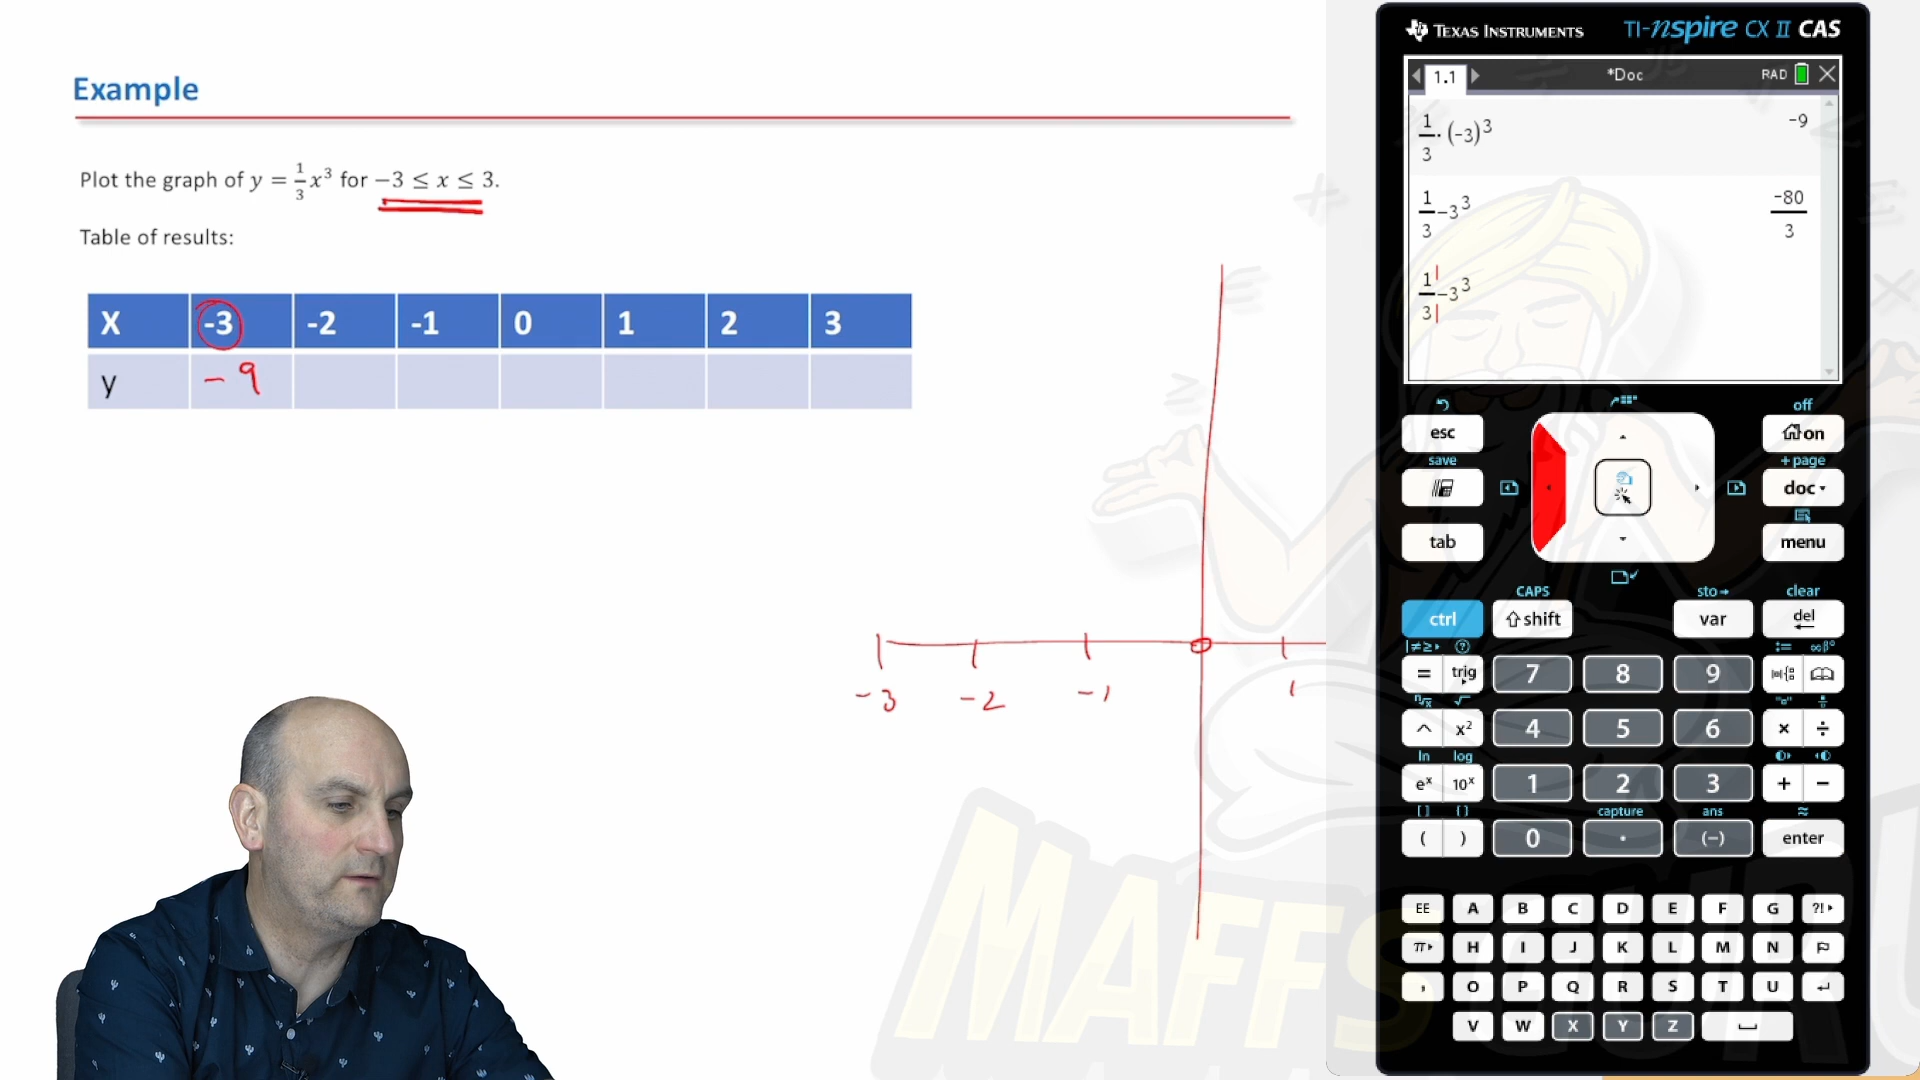 Example
Plot the graph of y = 1/3 x³ for −3 ≤ x ≤ 3.
Table of results:
X -3 -2 -1 0 1 2 3
y -9
-3 -2 -1 1
MAFFS GURU
TEXAS INSTRUMENTS TI-nspire CX II CAS
1.1 *Doc RAD
1/3·(-3)³ -9
1/3-3³ -80/3
1/3-3³
off
esc on
save + page
doc
tab menu
CAPS sto→ clear
ctrl shift var del
= trig 7 8 9
^ x² 4 5 6 × ÷
ln log
eˣ 10ˣ 1 2 3 + −
[ ] { } capture ans ≈
( ) 0 . (−) enter
EE A B C D E F G ?!▸
π▸ H I J K L M N
, O P Q R S T U ↵
V W X Y Z